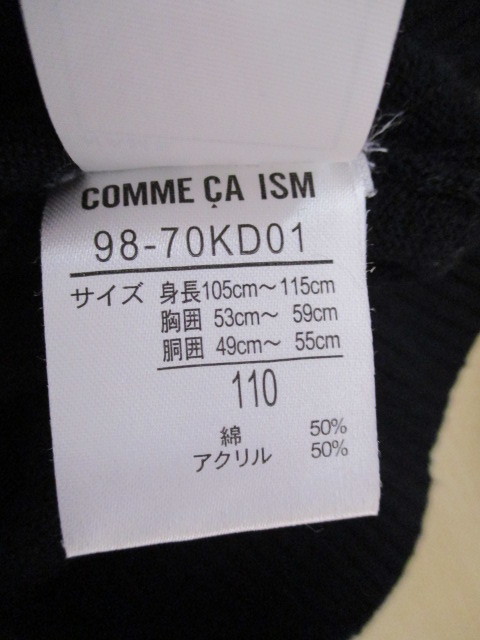 COMME ÇA ISM
98-70KD01
サイズ 身長105cm〜115cm
胸囲 53cm〜 59cm
胴囲 49cm〜 55cm
110
綿 50%
アクリル 50%